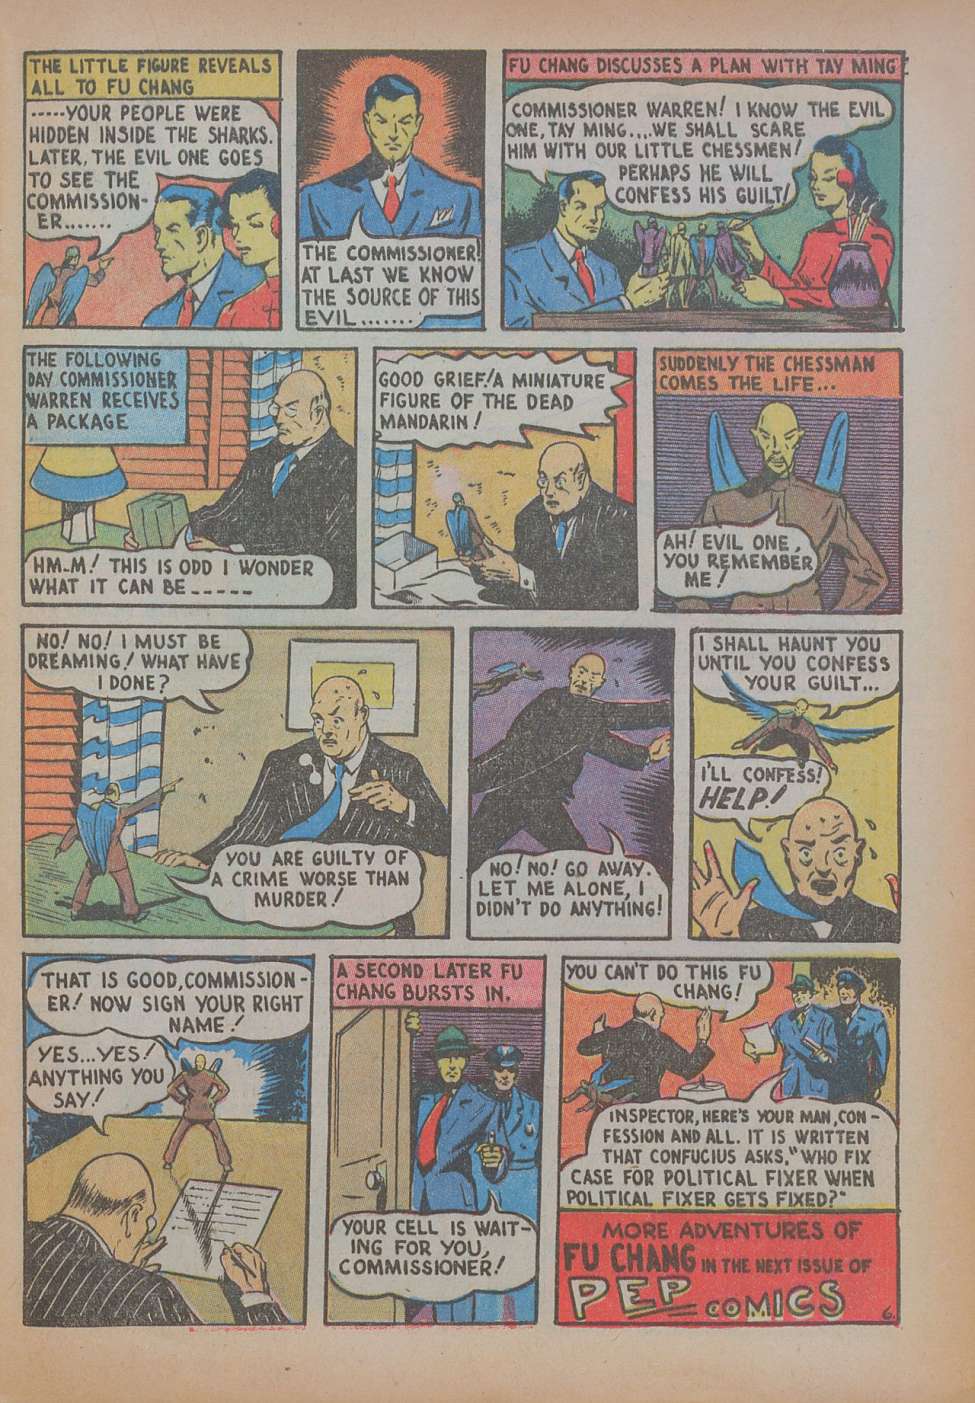 THE LITTLE FIGURE REVEALS
ALL TO FU CHANG
-----YOUR PEOPLE WERE
HIDDEN INSIDE THE SHARKS.
LATER, THE EVIL ONE GOES
TO SEE THE
COMMISSION-
ER.......
THE COMMISSIONER!
AT LAST WE KNOW
THE SOURCE OF THIS
EVIL........
FU CHANG DISCUSSES A PLAN WITH TAY MING
COMMISSIONER WARREN! I KNOW THE EVIL
ONE, TAY MING....WE SHALL SCARE
HIM WITH OUR LITTLE CHESSMEN!
PERHAPS HE WILL
CONFESS HIS GUILT!
THE FOLLOWING
DAY COMMISSIONER
WARREN RECEIVES
A PACKAGE
HM-M! THIS IS ODD I WONDER
WHAT IT CAN BE -----
GOOD GRIEF! A MINIATURE
FIGURE OF THE DEAD
MANDARIN!
SUDDENLY THE CHESSMAN
COMES THE LIFE...
AH! EVIL ONE,
YOU REMEMBER
ME!
NO! NO! I MUST BE
DREAMING! WHAT HAVE
I DONE?
YOU ARE GUILTY OF
A CRIME WORSE THAN
MURDER!
NO! NO! GO AWAY.
LET ME ALONE, I
DIDN'T DO ANYTHING!
I SHALL HAUNT YOU
UNTIL YOU CONFESS
YOUR GUILT...
I'LL CONFESS!
HELP!
THAT IS GOOD, COMMISSION-
ER! NOW SIGN YOUR RIGHT
NAME!
YES...YES!
ANYTHING YOU
SAY!
A SECOND LATER FU
CHANG BURSTS IN.
YOUR CELL IS WAIT-
ING FOR YOU,
COMMISSIONER!
YOU CAN'T DO THIS FU
CHANG!
INSPECTOR, HERE'S YOUR MAN, CON-
FESSION AND ALL. IT IS WRITTEN
THAT CONFUCIUS ASKS, "WHO FIX
CASE FOR POLITICAL FIXER WHEN
POLITICAL FIXER GETS FIXED?"
MORE ADVENTURES OF
FU CHANG IN THE NEXT ISSUE OF
PEP COMICS
6.